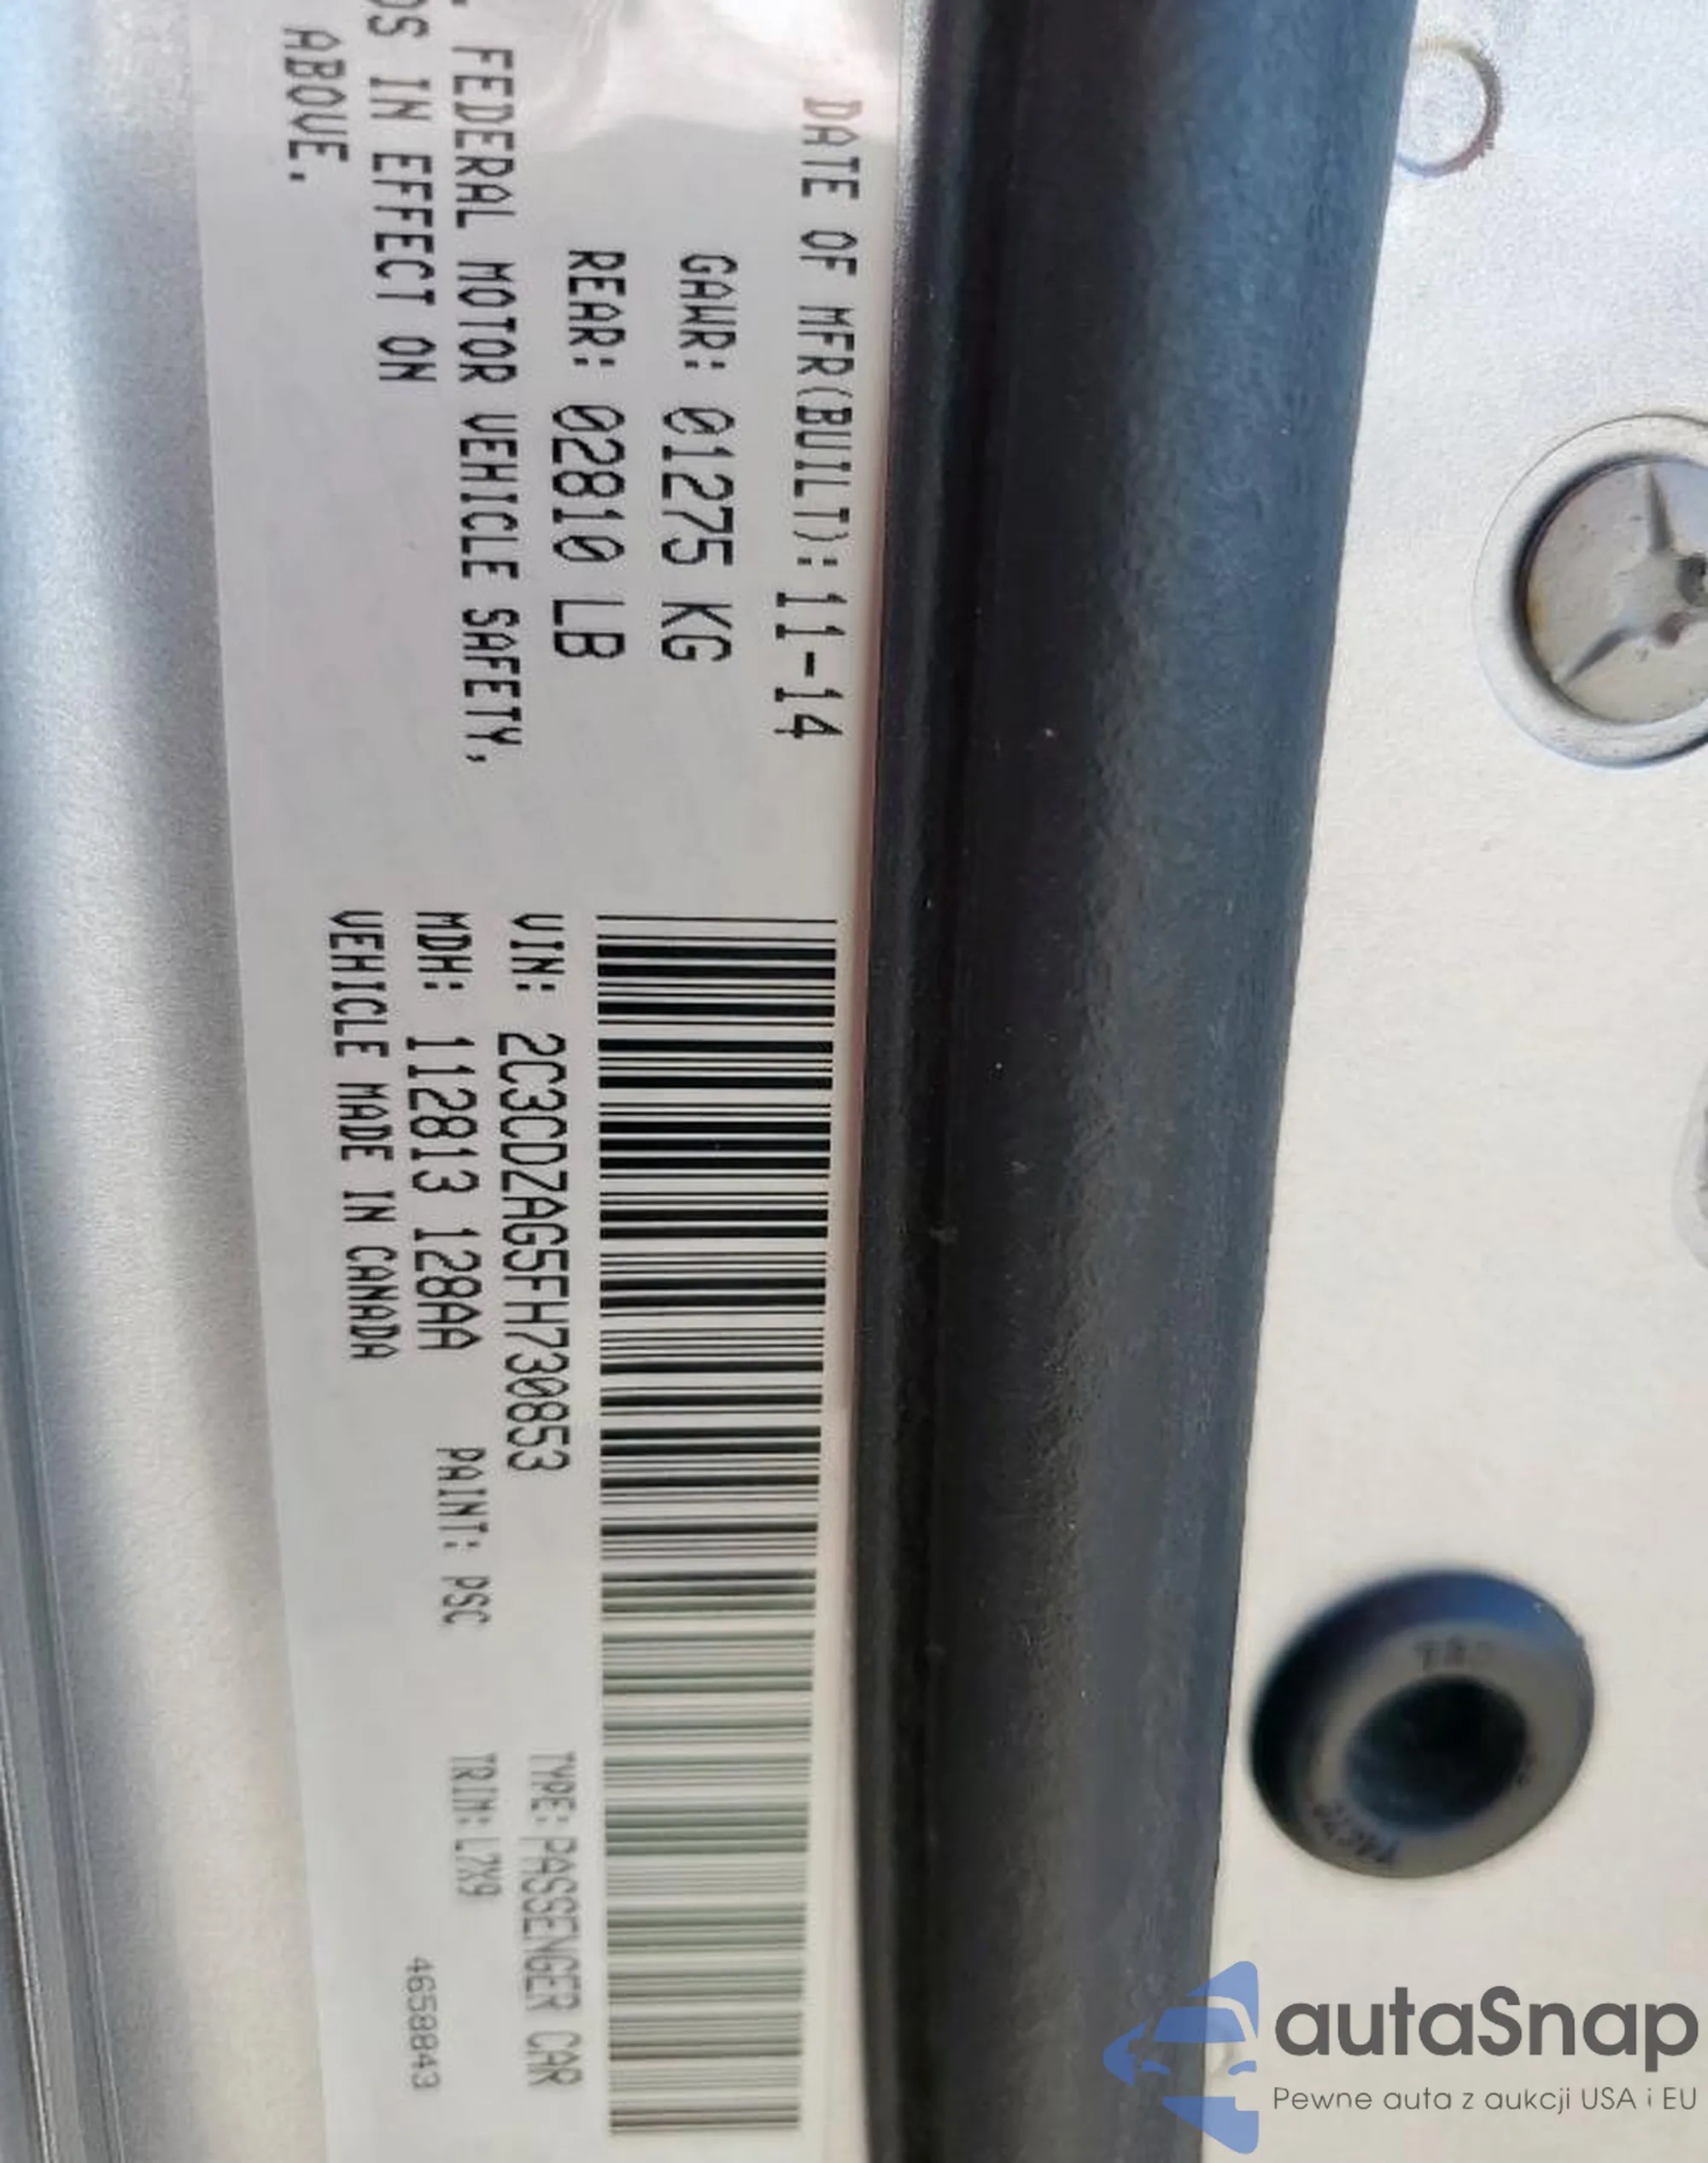 DATE OF MFR(BUILT): 11-14
GAWR: 01275 KG
REAR: 02810 LB
FEDERAL MOTOR VEHICLE SAFETY,
IN EFFECT ON
ABOVE.
VIN: 2C3CDZAG5FH730853
TYPE: PASSENGER CAR
MDH: 112813 128AA
PAINT: PSC
TRIM: L7X9
VEHICLE MADE IN CANADA
4658843
autaSnap
Pewne auta z aukcji USA i EU